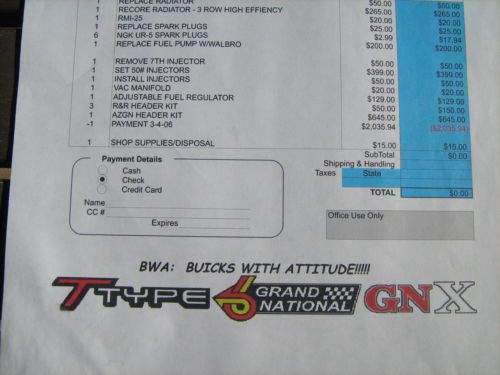 1 REPLACE RADIATOR $50.00 $50.00
1 RECORE RADIATOR - 3 ROW HIGH EFFIENCY $265.00 $265.00
1 RMI-25 $20.00 $20.00
1 REPLACE SPARK PLUGS $25.00 $25.00
6 NGK UR-5 SPARK PLUGS $2.99 $17.94
1 REPLACE FUEL PUMP W/WALBRO $200.00 $200.00
1 REMOVE 7TH INJECTOR $50.00 $50.00
1 SET 50# INJECTORS $399.00 $399.00
1 INSTALL INJECTORS $50.00 $50.00
1 VAC MANIFOLD $20.00 $20.00
1 ADJUSTABLE FUEL REGULATOR $129.00 $129.00
3 R&R HEADER KIT $50.00 $150.00
1 AZGN HEADER KIT $645.00 $645.00
-1 PAYMENT 3-4-06 $2,035.94 ($2,035.94)
1 SHOP SUPPLIES/DISPOSAL $15.00 $15.00
SubTotal $0.00
Shipping & Handling
Taxes State
TOTAL $0.00
Payment Details
Cash
Check
Credit Card
Name
CC #
Expires
Office Use Only
BWA: BUICKS WITH ATTITUDE!!!!!
T TYPE 6 GRAND NATIONAL GNX